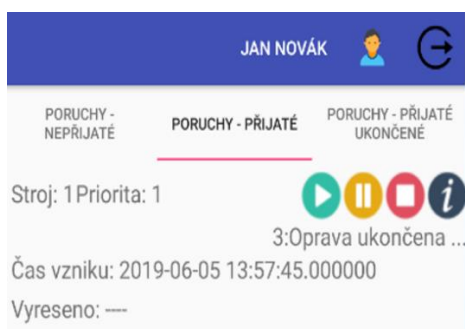 JAN NOVÁK
PORUCHY -
NEPŘIJATÉ
PORUCHY - PŘIJATÉ
PORUCHY - PŘIJATÉ
UKONČENÉ
Stroj: 1Priorita: 1
i
3:Oprava ukončena ...
Čas vzniku: 2019-06-05 13:57:45.000000
Vyreseno: ----